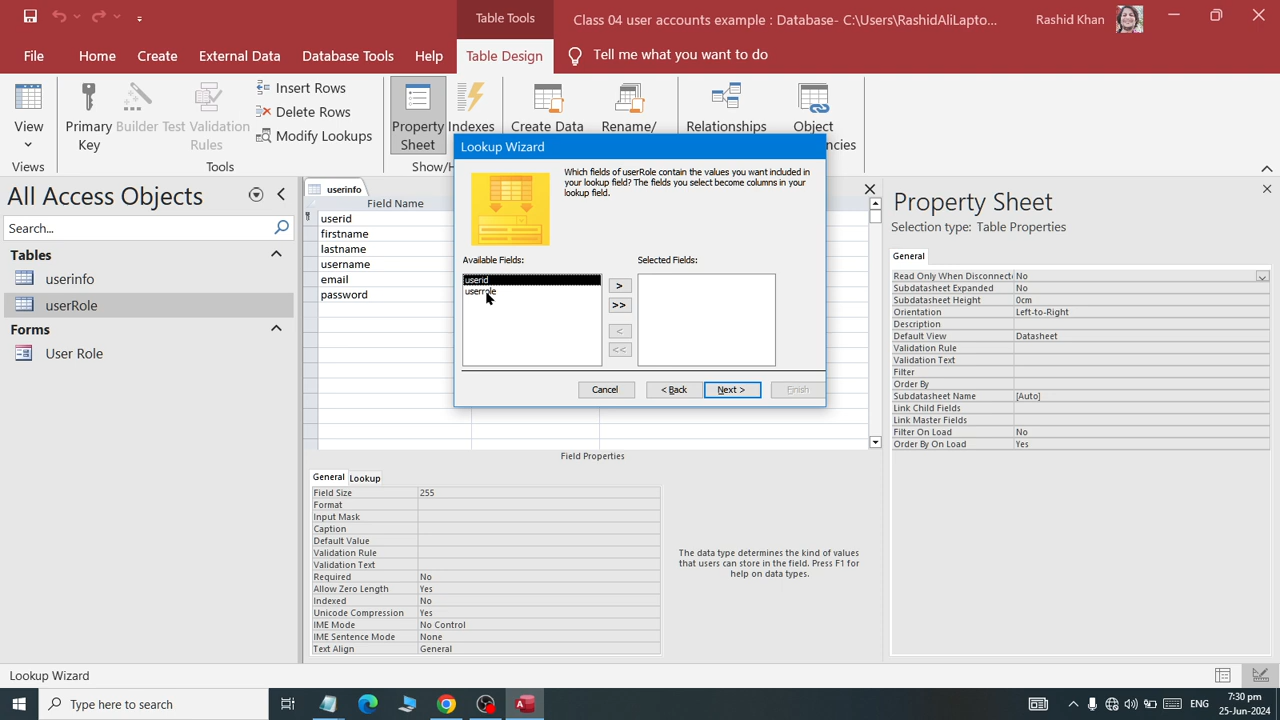 Table Tools
Class 04 user accounts example : Database- C:\Users\RashidAliLapto...
Rashid Khan
File
Home
Create
External Data
Database Tools
Help
Table Design
Tell me what you want to do
View
Views
Primary Key
Builder
Test Validation Rules
Insert Rows
Delete Rows
Modify Lookups
Tools
Property Sheet
Indexes
Create Data
Rename/
Relationships
Object
All Access Objects
Search...
Tables
userinfo
userRole
Forms
User Role
userinfo
Field Name
userid
firstname
lastname
username
email
password
Lookup Wizard
Which fields of userRole contain the values you want included in
your lookup field? The fields you select become columns in your
lookup field.
Available Fields:
Selected Fields:
userid
userrole
>
>>
<
<<
Cancel
< Back
Next >
Finish
Field Properties
General
Lookup
Field Size 255
Format
Input Mask
Caption
Default Value
Validation Rule
Validation Text
Required No
Allow Zero Length Yes
Indexed No
Unicode Compression Yes
IME Mode No Control
IME Sentence Mode None
Text Align General
The data type determines the kind of values
that users can store in the field. Press F1 for
help on data types.
Property Sheet
Selection type: Table Properties
General
Read Only When Disconnect No
Subdatasheet Expanded No
Subdatasheet Height 0cm
Orientation Left-to-Right
Description
Default View Datasheet
Validation Rule
Validation Text
Filter
Order By
Subdatasheet Name [Auto]
Link Child Fields
Link Master Fields
Filter On Load No
Order By On Load Yes
Lookup Wizard
Type here to search
ENG
7:30 pm
25-Jun-2024